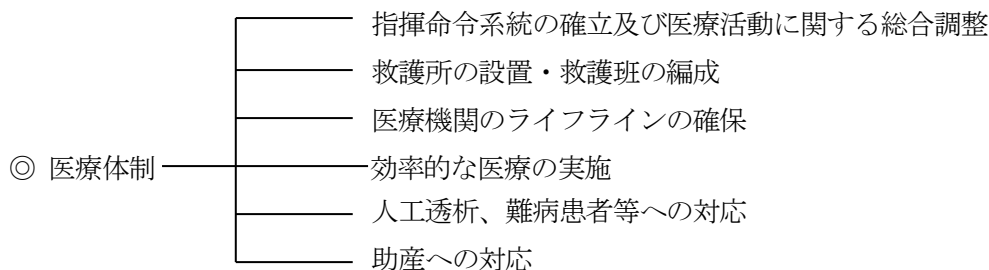 指揮命令系統の確立及び医療活動に関する総合調整
救護所の設置・救護班の編成
医療機関のライフラインの確保
◎ 医療体制
効率的な医療の実施
人工透析、難病患者等への対応
助産への対応